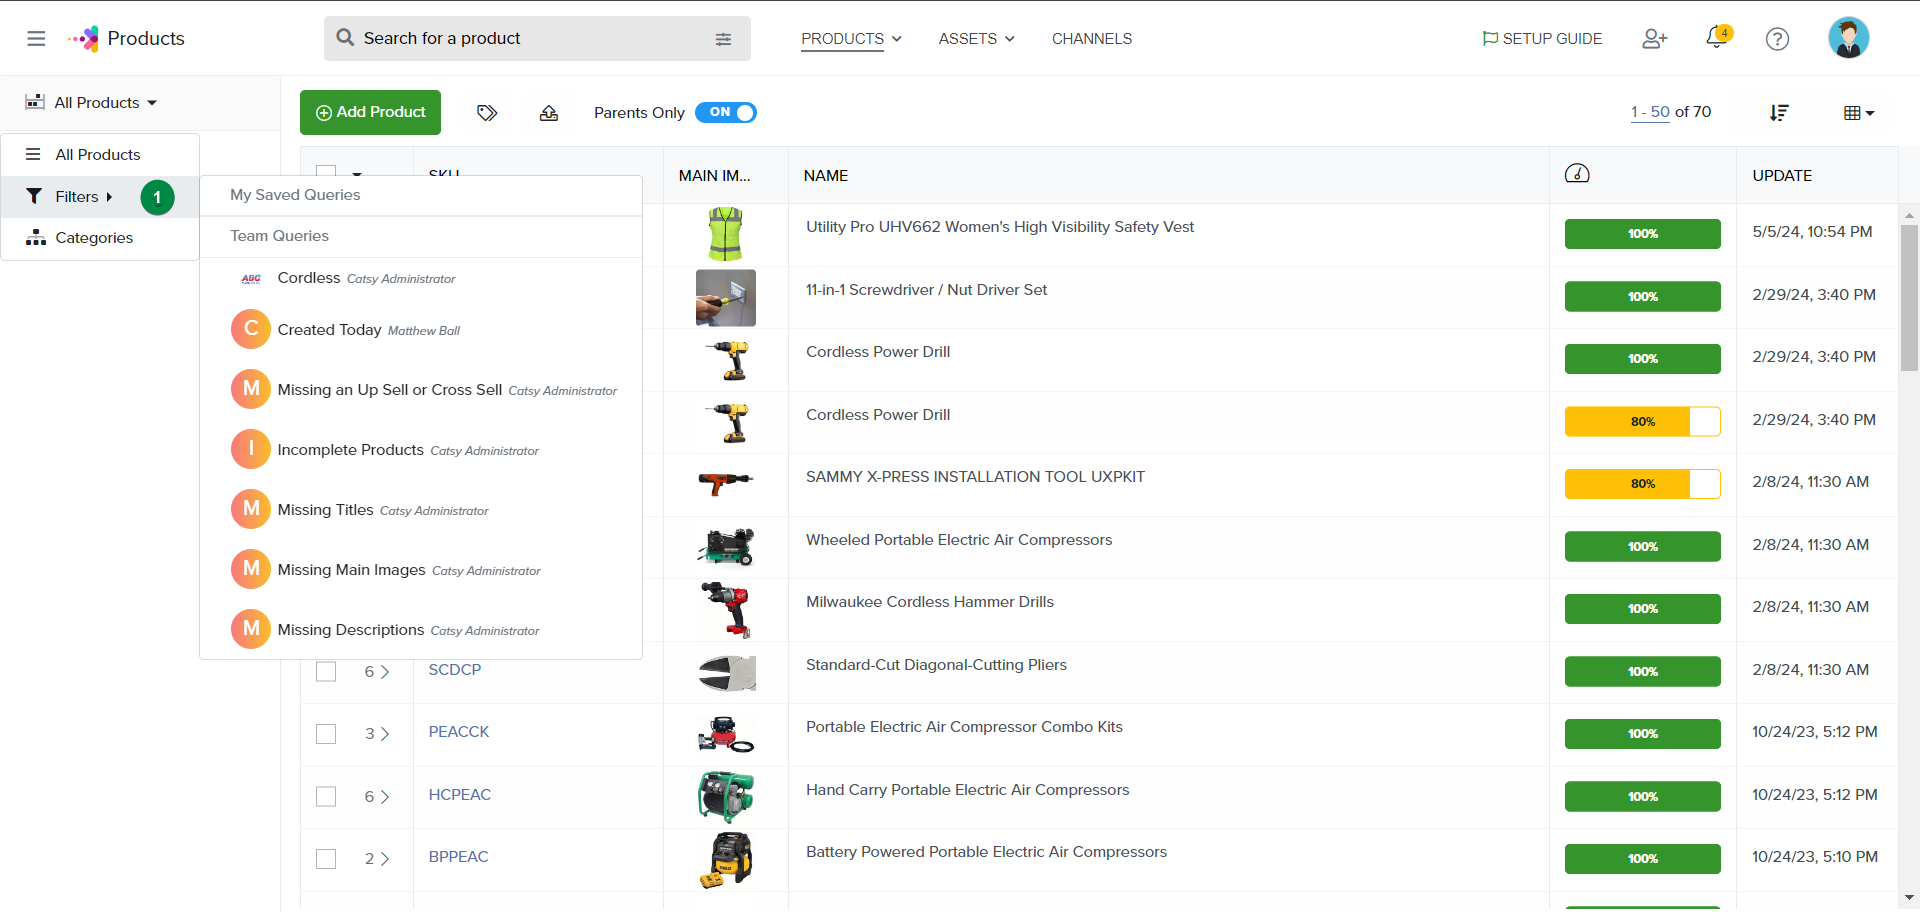 Products
Search for a product
PRODUCTS
ASSETS
CHANNELS
SETUP GUIDE
4
?
All Products
Add Product
Parents Only
ON
1 - 50 of 70
All Products
Filters
1
Categories
My Saved Queries
Team Queries
ABC Cordless Catsy Administrator
C Created Today Matthew Ball
M Missing an Up Sell or Cross Sell Catsy Administrator
I Incomplete Products Catsy Administrator
M Missing Titles Catsy Administrator
M Missing Main Images Catsy Administrator
M Missing Descriptions Catsy Administrator
SKU MAIN IM... NAME UPDATE
Utility Pro UHV662 Women's High Visibility Safety Vest 100% 5/5/24, 10:54 PM
11-in-1 Screwdriver / Nut Driver Set 100% 2/29/24, 3:40 PM
Cordless Power Drill 100% 2/29/24, 3:40 PM
Cordless Power Drill 80% 2/29/24, 3:40 PM
SAMMY X-PRESS INSTALLATION TOOL UXPKIT 80% 2/8/24, 11:30 AM
Wheeled Portable Electric Air Compressors 100% 2/8/24, 11:30 AM
Milwaukee Cordless Hammer Drills 100% 2/8/24, 11:30 AM
6 SCDCP Standard-Cut Diagonal-Cutting Pliers 100% 2/8/24, 11:30 AM
3 PEACCK Portable Electric Air Compressor Combo Kits 100% 10/24/23, 5:12 PM
6 HCPEAC Hand Carry Portable Electric Air Compressors 100% 10/24/23, 5:12 PM
2 BPPEAC Battery Powered Portable Electric Air Compressors 100% 10/24/23, 5:10 PM